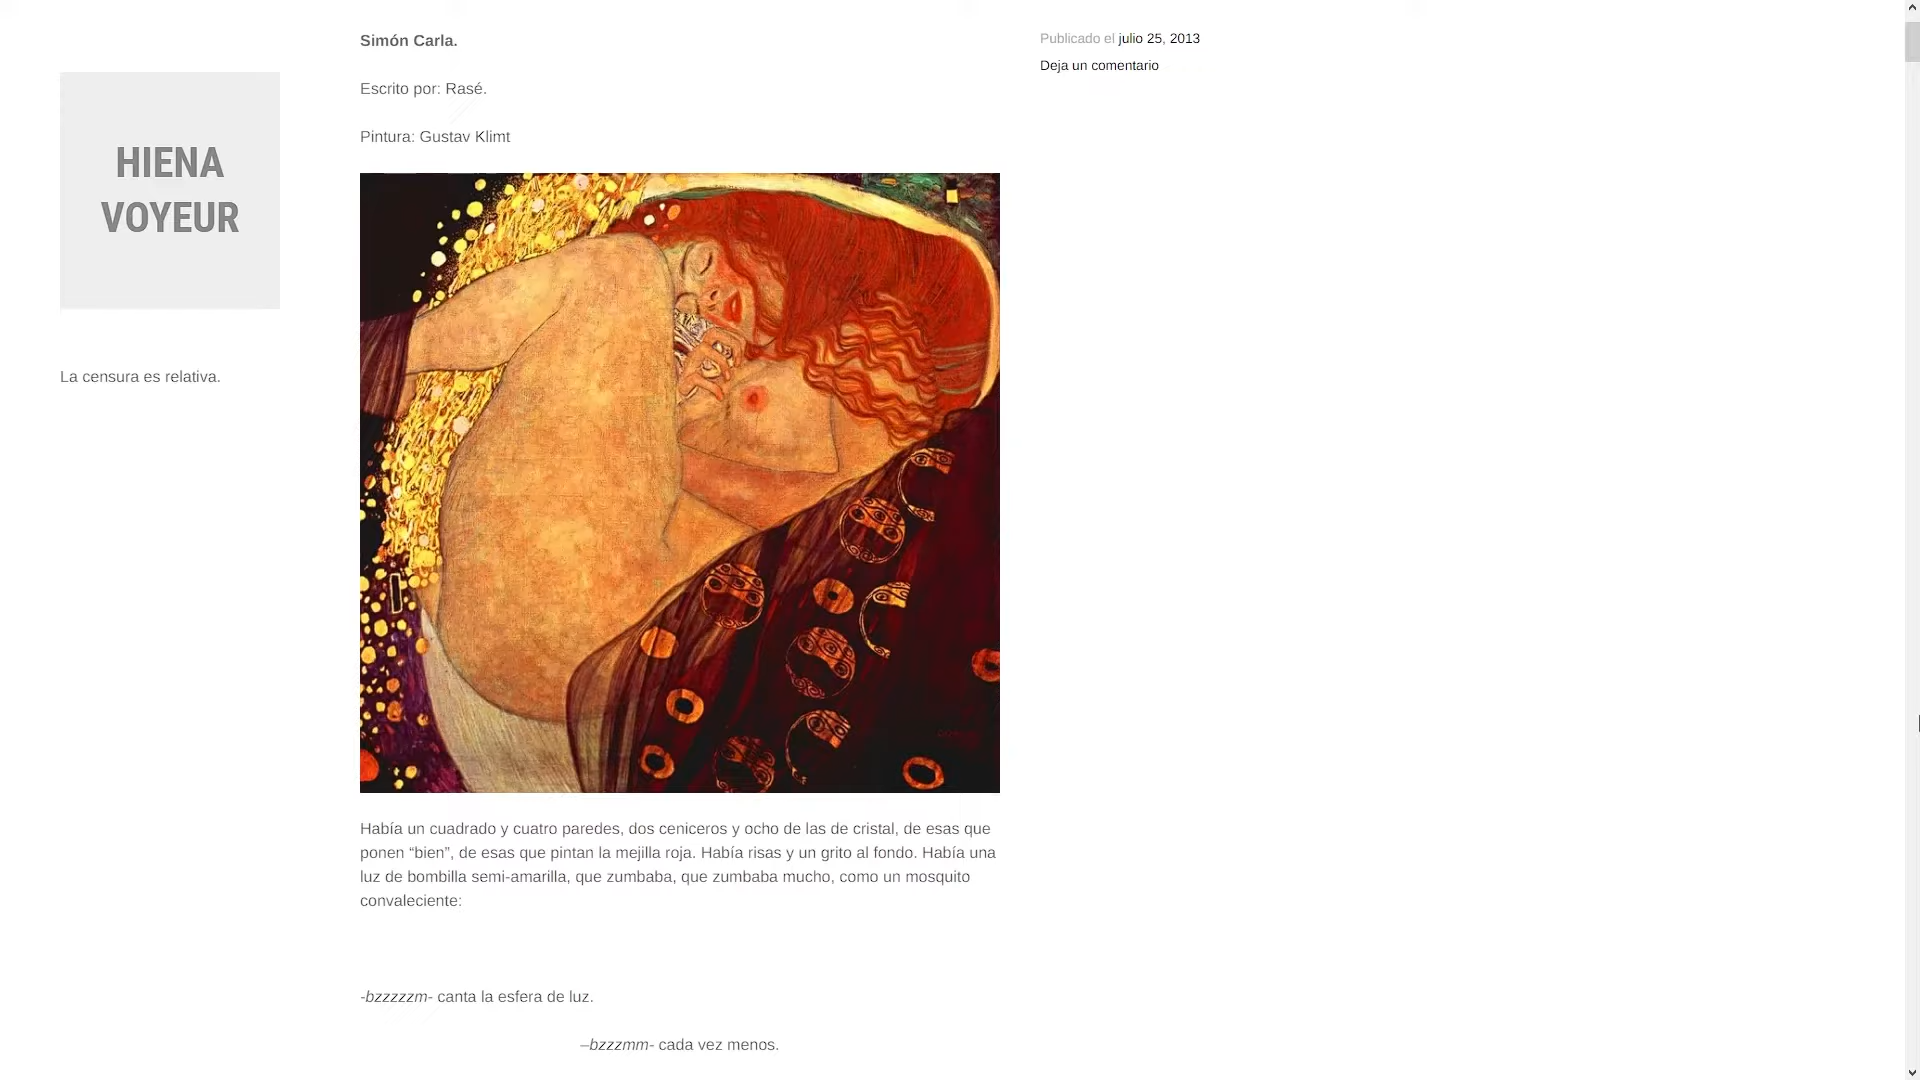 HIENA
VOYEUR
La censura es relativa.
Simón Carla.
Escrito por: Rasé.
Pintura: Gustav Klimt
Había un cuadrado y cuatro paredes, dos ceniceros y ocho de las de cristal, de esas que
ponen “bien”, de esas que pintan la mejilla roja. Había risas y un grito al fondo. Había una
luz de bombilla semi-amarilla, que zumbaba, que zumbaba mucho, como un mosquito
convaleciente:
-bzzzzzm- canta la esfera de luz.
–bzzzmm- cada vez menos.
Publicado el julio 25, 2013
Deja un comentario